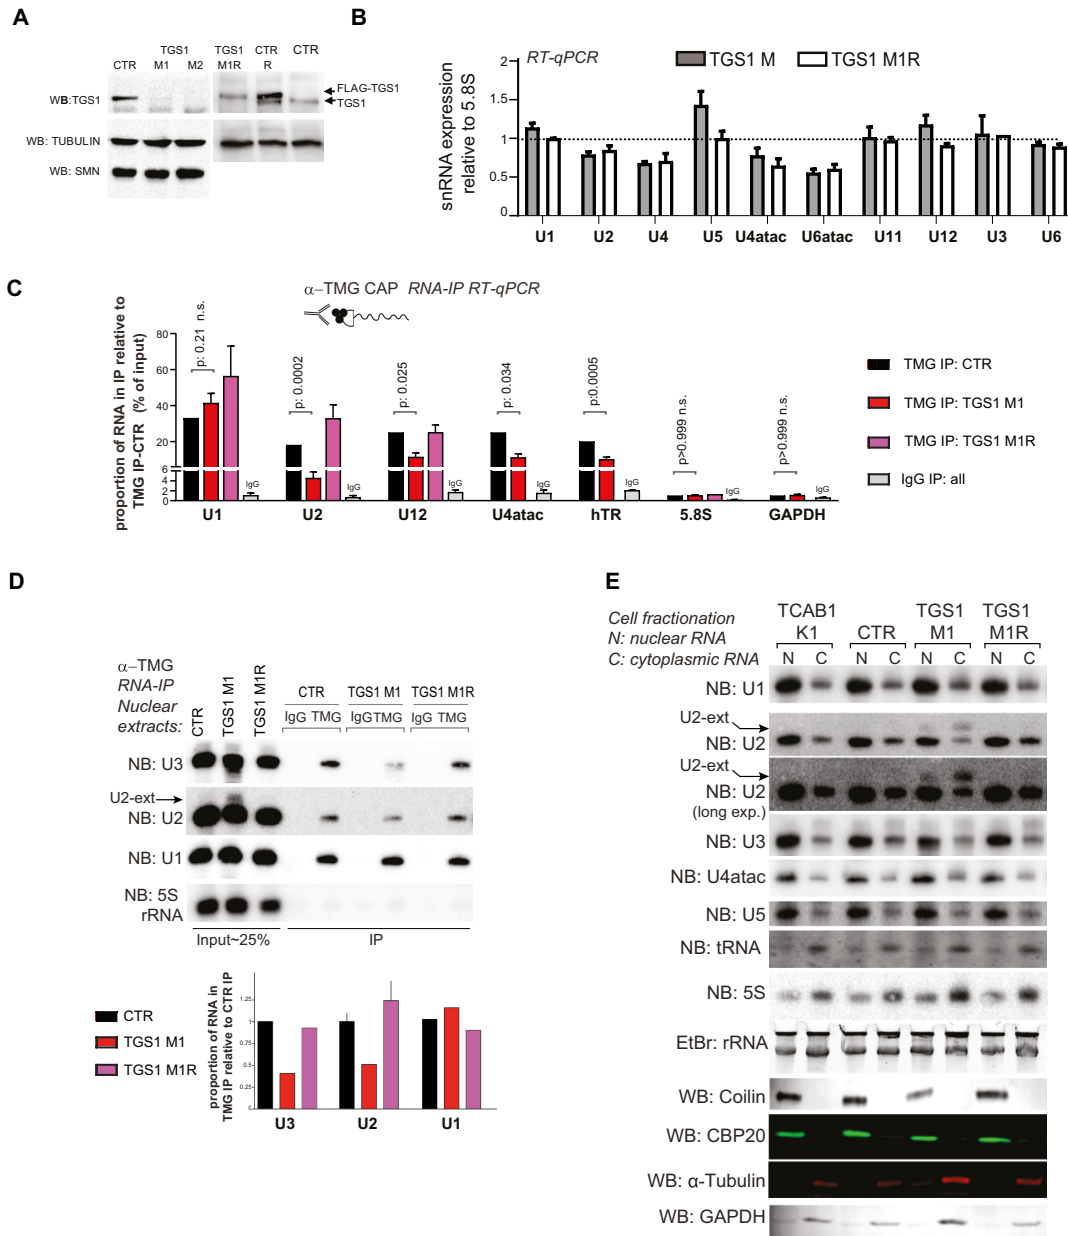 A
TGS1
CTR M1 M2
TGS1 CTR CTR
M1R R
WB:TGS1
FLAG-TGS1
TGS1
WB: TUBULIN
WB: SMN
B
RT-qPCR
TGS1 M
TGS1 M1R
snRNA expression
relative to 5.8S
2
1.5
1
0.5
0
U1 U2 U4 U5 U4atac U6atac U11 U12 U3 U6
C
α–TMG CAP RNA-IP RT-qPCR
proportion of RNA in IP relative to
TMG IP-CTR (% of input)
80
60
40
20
6
4
2
0
p: 0.21 n.s.
p: 0.0002
p: 0.025
p: 0.034
p:0.0005
p>0.999 n.s.
p>0.999 n.s.
IgG IgG IgG IgG IgG IgG IgG
U1 U2 U12 U4atac hTR 5.8S GAPDH
TMG IP: CTR
TMG IP: TGS1 M1
TMG IP: TGS1 M1R
IgG IP: all
D
α–TMG
RNA-IP
Nuclear
extracts:
CTR
TGS1 M1
TGS1 M1R
CTR TGS1 M1 TGS1 M1R
IgG TMG IgG TMG IgG TMG
NB: U3
U2-ext
NB: U2
NB: U1
NB: 5S
rRNA
Input~25% IP
CTR
TGS1 M1
TGS1 M1R
proportion of RNA in
TMG IP relative to CTR IP
1.25
1
0.75
0.5
0.25
0
U3 U2 U1
E
Cell fractionation
N: nuclear RNA
C: cytoplasmic RNA
TCAB1 TGS1 TGS1
K1 CTR M1 M1R
N C N C N C N C
NB: U1
U2-ext
NB: U2
U2-ext
NB: U2
(long exp.)
NB: U3
NB: U4atac
NB: U5
NB: tRNA
NB: 5S
EtBr: rRNA
WB: Coilin
WB: CBP20
WB: α-Tubulin
WB: GAPDH